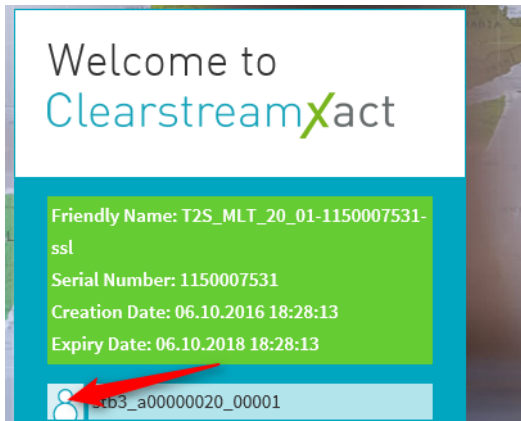 Welcome to
ClearstreamXact
Friendly Name: T2S_MLT_20_01-1150007531-
ssl
Serial Number: 1150007531
Creation Date: 06.10.2016 18:28:13
Expiry Date: 06.10.2018 18:28:13
stb3_a00000020_00001